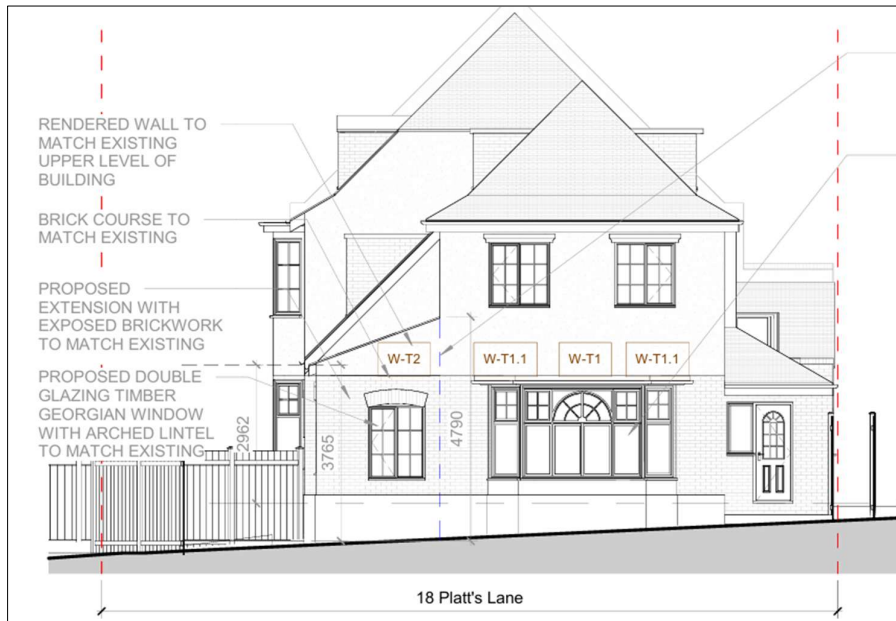 RENDERED WALL TO
MATCH EXISTING
UPPER LEVEL OF
BUILDING
BRICK COURSE TO
MATCH EXISTING
PROPOSED
EXTENSION WITH
EXPOSED BRICKWORK
TO MATCH EXISTING
PROPOSED DOUBLE
GLAZING TIMBER
GEORGIAN WINDOW
WITH ARCHED LINTEL
TO MATCH EXISTING
W-T2
W-T1.1
W-T1
W-T1.1
2962
3765
4790
18 Platt's Lane